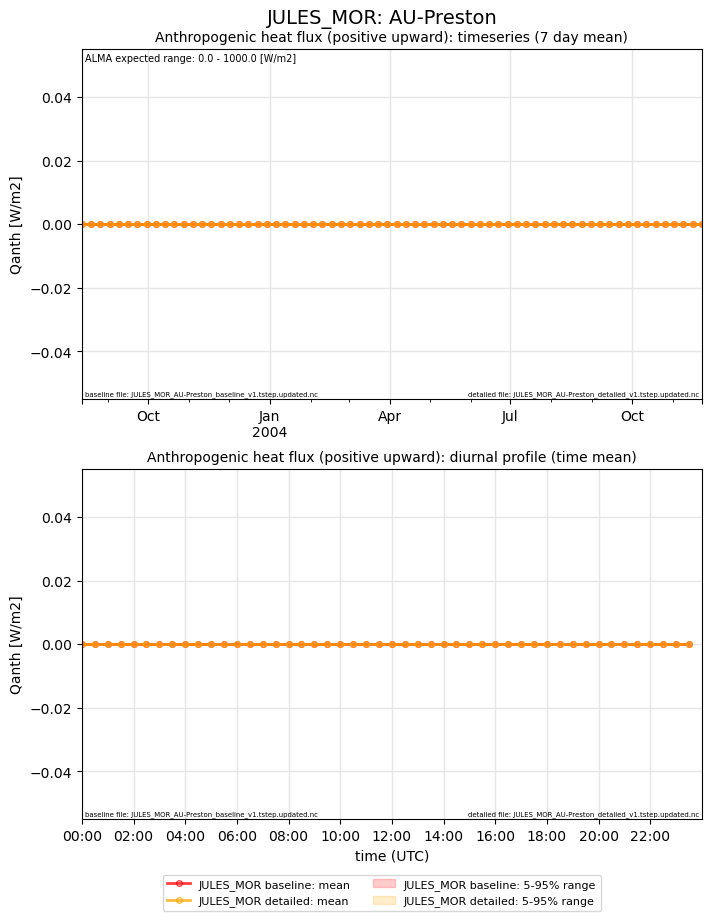 JULES_MOR: AU-Preston
Anthropogenic heat flux (positive upward): timeseries (7 day mean)
ALMA expected range: 0.0 - 1000.0 [W/m2]
0.04
0.02
0.00
−0.02
−0.04
Qanth [W/m2]
baseline file: JULES_MOR_AU-Preston_baseline_v1.tstep.updated.nc
detailed file: JULES_MOR_AU-Preston_detailed_v1.tstep.updated.nc
Oct Jan Apr Jul Oct
2004
Anthropogenic heat flux (positive upward): diurnal profile (time mean)
0.04
0.02
0.00
−0.02
−0.04
Qanth [W/m2]
baseline file: JULES_MOR_AU-Preston_baseline_v1.tstep.updated.nc
detailed file: JULES_MOR_AU-Preston_detailed_v1.tstep.updated.nc
00:00 02:00 04:00 06:00 08:00 10:00 12:00 14:00 16:00 18:00 20:00 22:00
time (UTC)
JULES_MOR baseline: mean
JULES_MOR detailed: mean
JULES_MOR baseline: 5-95% range
JULES_MOR detailed: 5-95% range